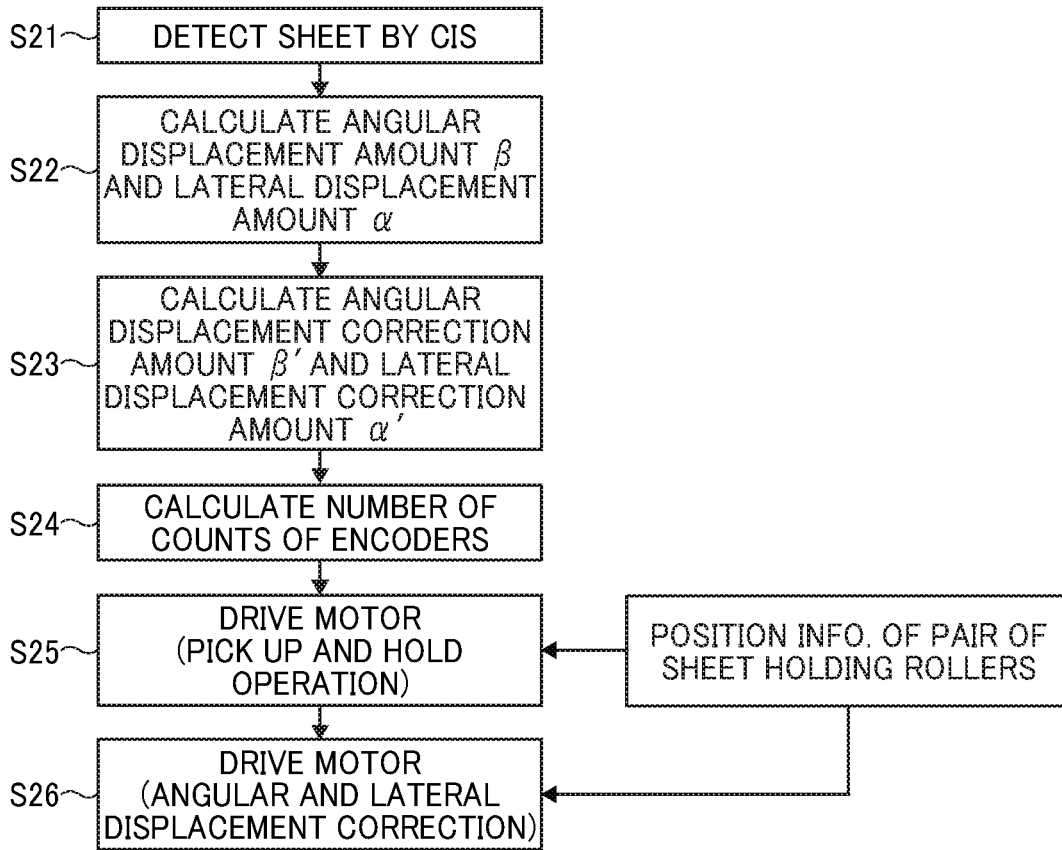 S21
DETECT SHEET BY CIS
S22
CALCULATE ANGULAR
DISPLACEMENT AMOUNT β
AND LATERAL DISPLACEMENT
AMOUNT α
S23
CALCULATE ANGULAR
DISPLACEMENT CORRECTION
AMOUNT β' AND LATERAL
DISPLACEMENT CORRECTION
AMOUNT α'
S24
CALCULATE NUMBER OF
COUNTS OF ENCODERS
S25
DRIVE MOTOR
(PICK UP AND HOLD
OPERATION)
POSITION INFO. OF PAIR OF
SHEET HOLDING ROLLERS
S26
DRIVE MOTOR
(ANGULAR AND LATERAL
DISPLACEMENT CORRECTION)